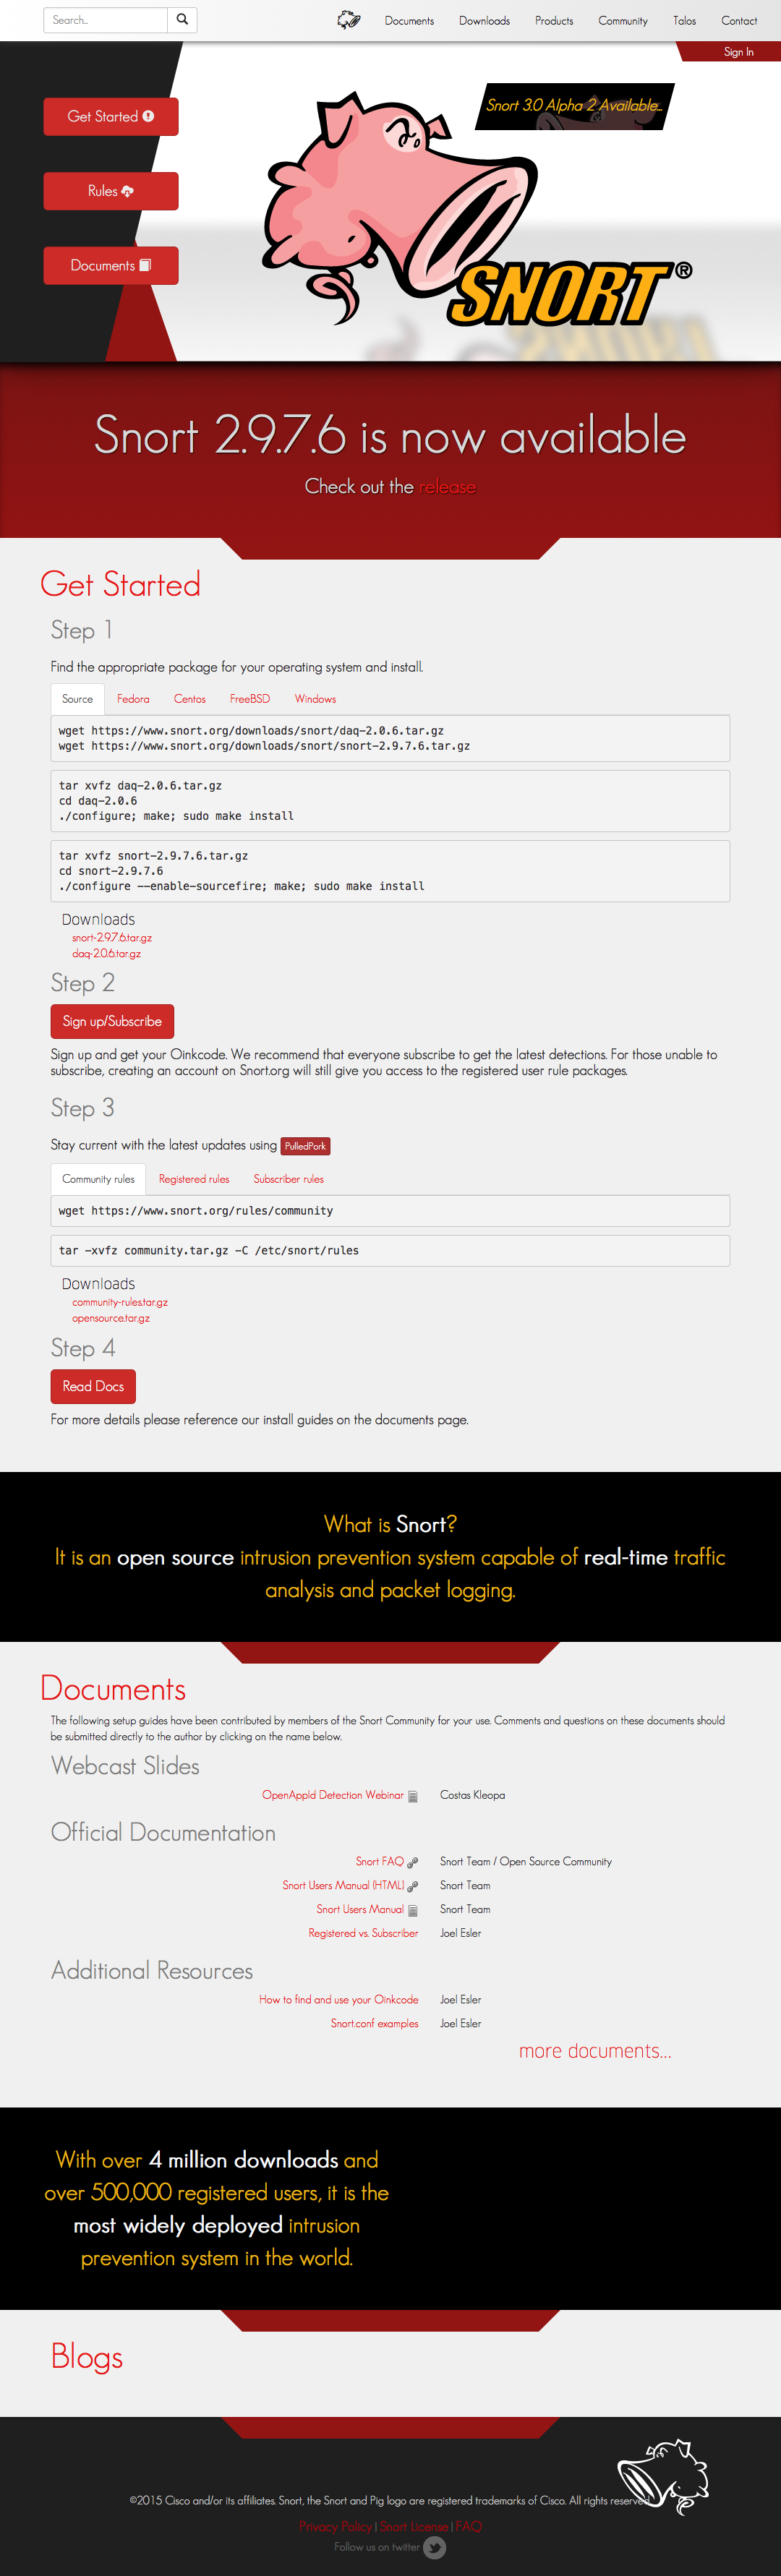 Search...
Documents Downloads Products Community Talos Contact
Sign In
Get Started
Snort 3.0 Alpha 2 Available...
Rules
Documents
SNORT®
Snort 2.9.7.6 is now available
Check out the release
Get Started
Step 1
Find the appropriate package for your operating system and install.
Source Fedora Centos FreeBSD Windows
wget https://www.snort.org/downloads/snort/daq-2.0.6.tar.gz
wget https://www.snort.org/downloads/snort/snort-2.9.7.6.tar.gz
tar xvfz daq-2.0.6.tar.gz
cd daq-2.0.6
./configure; make; sudo make install
tar xvfz snort-2.9.7.6.tar.gz
cd snort-2.9.7.6
./configure --enable-sourcefire; make; sudo make install
Downloads
snort-2.9.7.6.tar.gz
daq-2.0.6.tar.gz
Step 2
Sign up/Subscribe
Sign up and get your Oinkcode. We recommend that everyone subscribe to get the latest detections. For those unable to
subscribe, creating an account on Snort.org will still give you access to the registered user rule packages.
Step 3
Stay current with the latest updates using PulledPork
Community rules Registered rules Subscriber rules
wget https://www.snort.org/rules/community
tar -xvfz community.tar.gz -C /etc/snort/rules
Downloads
community-rules.tar.gz
opensource.tar.gz
Step 4
Read Docs
For more details please reference our install guides on the documents page.
What is Snort?
It is an open source intrusion prevention system capable of real-time traffic
analysis and packet logging.
Documents
The following setup guides have been contributed by members of the Snort Community for your use. Comments and questions on these documents should
be submitted directly to the author by clicking on the name below.
Webcast Slides
OpenAppId Detection Webinar Costas Kleopa
Official Documentation
Snort FAQ Snort Team / Open Source Community
Snort Users Manual (HTML) Snort Team
Snort Users Manual Snort Team
Registered vs. Subscriber Joel Esler
Additional Resources
How to find and use your Oinkcode Joel Esler
Snort.conf examples Joel Esler
more documents...
With over 4 million downloads and
over 500,000 registered users, it is the
most widely deployed intrusion
prevention system in the world.
Blogs
©2015 Cisco and/or its affiliates. Snort, the Snort and Pig logo are registered trademarks of Cisco. All rights reserved.
Privacy Policy | Snort License | FAQ
Follow us on twitter